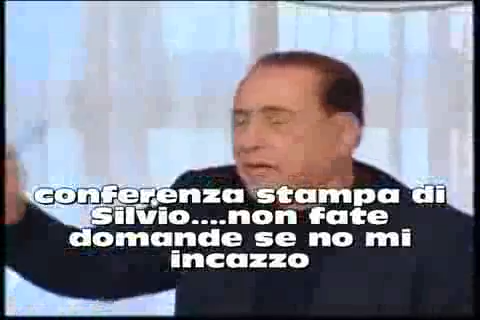 conferenza stampa di
Silvio....non fate
domande se no mi
incazzo